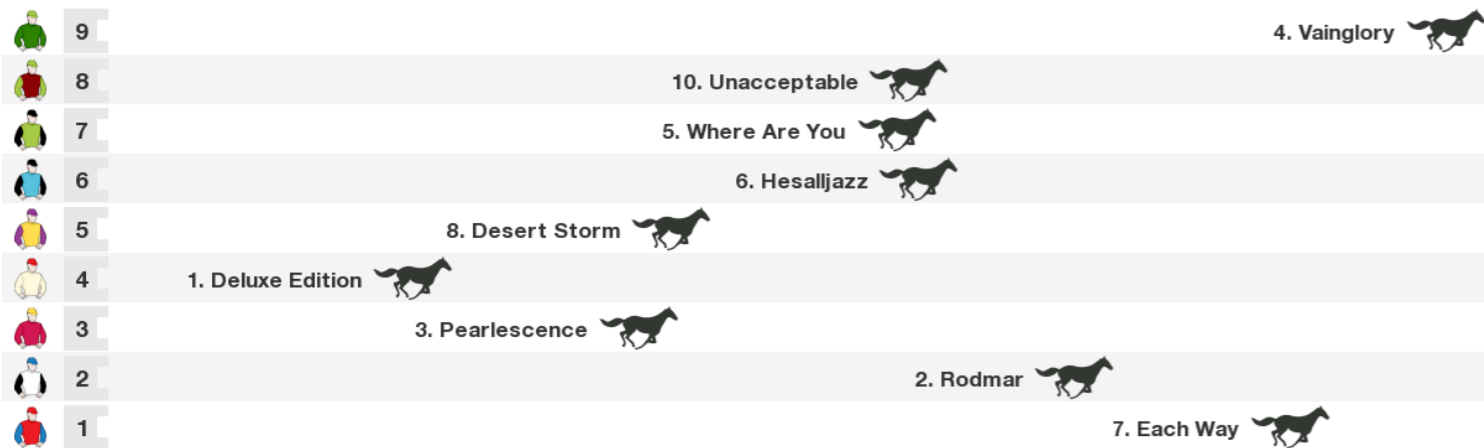 9 4. Vainglory
8 10. Unacceptable
7 5. Where Are You
6 6. Hesalljazz
5 8. Desert Storm
4 1. Deluxe Edition
3 3. Pearlescence
2 2. Rodmar
1 7. Each Way